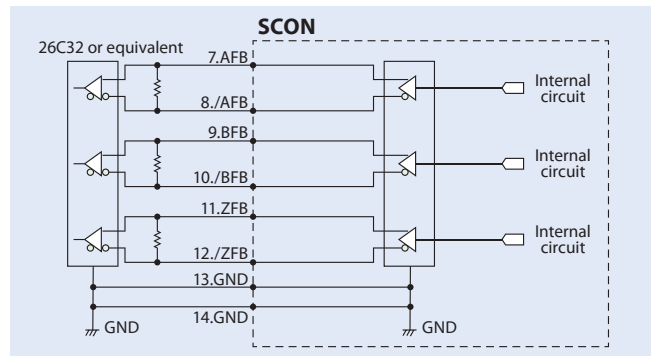 SCON
26C32 or equivalent
7.AFB
8./AFB
Internal
circuit
9.BFB
10./BFB
Internal
circuit
11.ZFB
12./ZFB
Internal
circuit
13.GND
14.GND
GND
GND